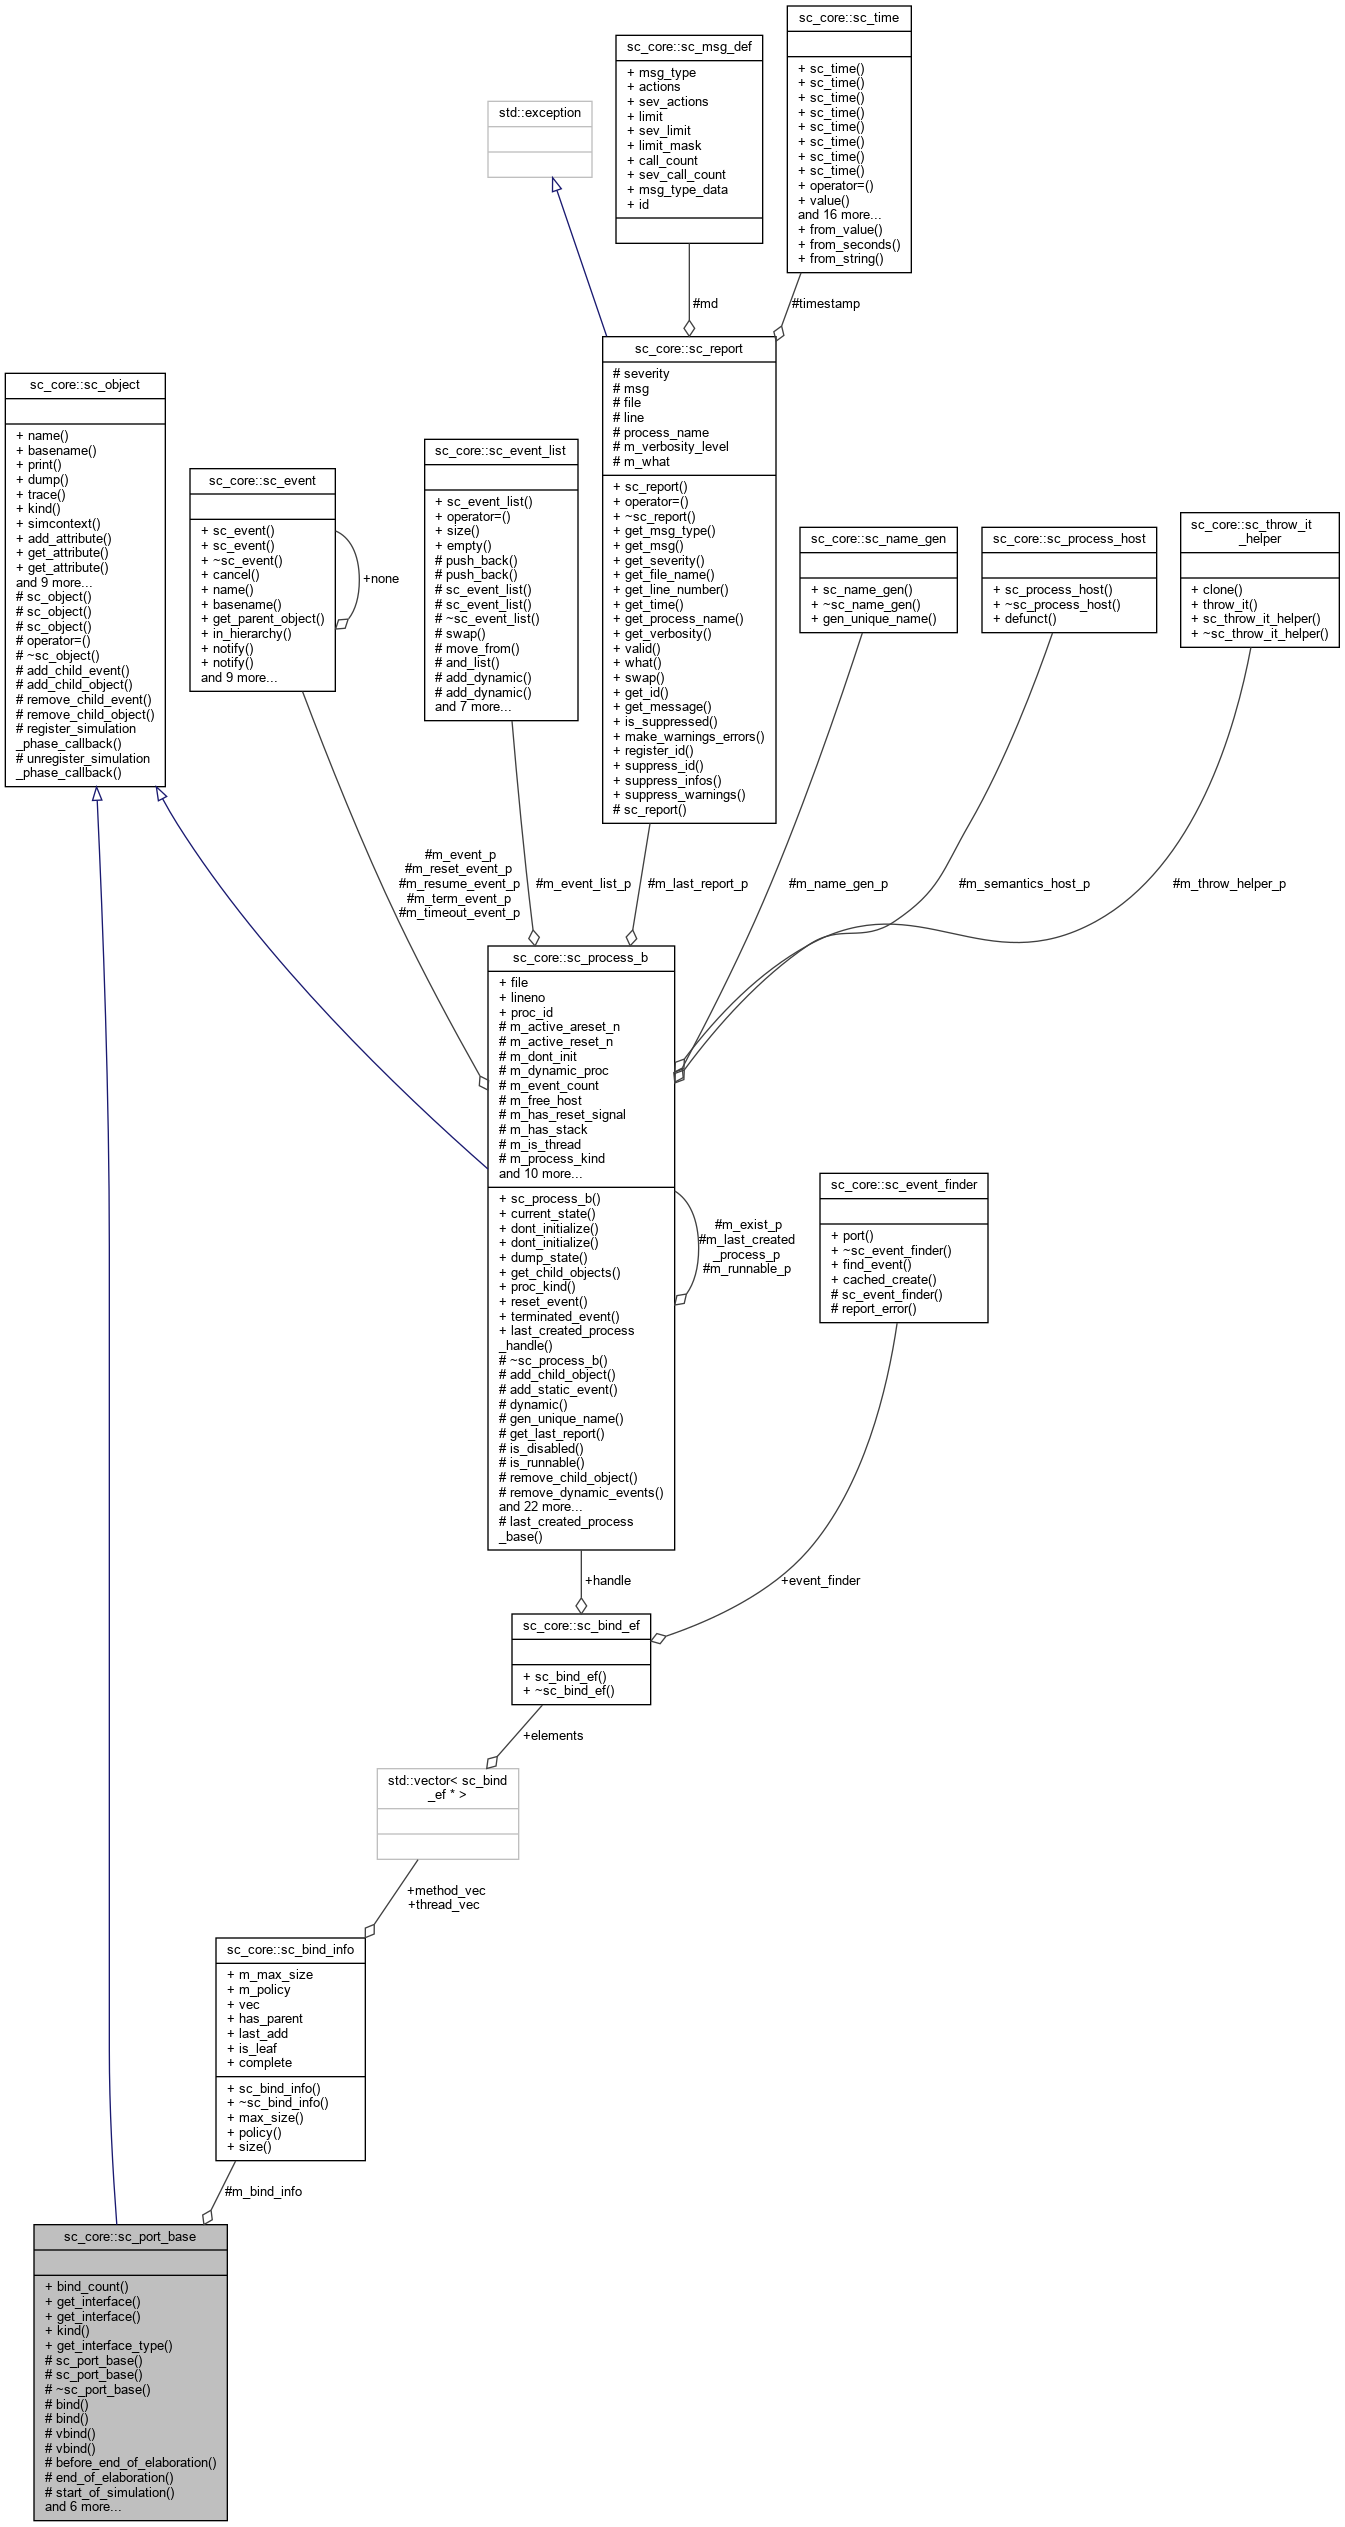 sc_core::sc_time
+ sc_time()
+ sc_time()
+ sc_time()
+ sc_time()
+ sc_time()
+ sc_time()
+ sc_time()
+ sc_time()
+ operator=()
+ value()
and 16 more...
+ from_value()
+ from_seconds()
+ from_string()
sc_core::sc_msg_def
+ msg_type
+ actions
+ sev_actions
+ limit
+ sev_limit
+ limit_mask
+ call_count
+ sev_call_count
+ msg_type_data
+ id
std::exception
#md
#timestamp
sc_core::sc_report
# severity
# msg
# file
# line
# process_name
# m_verbosity_level
# m_what
+ sc_report()
+ operator=()
+ ~sc_report()
+ get_msg_type()
+ get_msg()
+ get_severity()
+ get_file_name()
+ get_line_number()
+ get_time()
+ get_process_name()
+ get_verbosity()
+ valid()
+ what()
+ swap()
+ get_id()
+ get_message()
+ is_suppressed()
+ make_warnings_errors()
+ register_id()
+ suppress_id()
+ suppress_infos()
+ suppress_warnings()
# sc_report()
sc_core::sc_object
+ name()
+ basename()
+ print()
+ dump()
+ trace()
+ kind()
+ simcontext()
+ add_attribute()
+ get_attribute()
+ get_attribute()
and 9 more...
# sc_object()
# sc_object()
# sc_object()
# operator=()
# ~sc_object()
# add_child_event()
# add_child_object()
# remove_child_event()
# remove_child_object()
# register_simulation
_phase_callback()
# unregister_simulation
_phase_callback()
sc_core::sc_event
+ sc_event()
+ sc_event()
+ ~sc_event()
+ cancel()
+ name()
+ basename()
+ get_parent_object()
+ in_hierarchy()
+ notify()
+ notify()
and 9 more...
+none
sc_core::sc_event_list
+ sc_event_list()
+ operator=()
+ size()
+ empty()
# push_back()
# push_back()
# sc_event_list()
# sc_event_list()
# ~sc_event_list()
# swap()
# move_from()
# and_list()
# add_dynamic()
# add_dynamic()
and 7 more...
sc_core::sc_name_gen
+ sc_name_gen()
+ ~sc_name_gen()
+ gen_unique_name()
sc_core::sc_process_host
+ sc_process_host()
+ ~sc_process_host()
+ defunct()
sc_core::sc_throw_it
_helper
+ clone()
+ throw_it()
+ sc_throw_it_helper()
+ ~sc_throw_it_helper()
#m_event_p
#m_reset_event_p
#m_resume_event_p
#m_term_event_p
#m_timeout_event_p
#m_event_list_p
#m_last_report_p
#m_name_gen_p
#m_semantics_host_p
#m_throw_helper_p
sc_core::sc_process_b
+ file
+ lineno
+ proc_id
# m_active_areset_n
# m_active_reset_n
# m_dont_init
# m_dynamic_proc
# m_event_count
# m_free_host
# m_has_reset_signal
# m_has_stack
# m_is_thread
# m_process_kind
and 10 more...
+ sc_process_b()
+ current_state()
+ dont_initialize()
+ dont_initialize()
+ dump_state()
+ get_child_objects()
+ proc_kind()
+ reset_event()
+ terminated_event()
+ last_created_process
_handle()
# ~sc_process_b()
# add_child_object()
# add_static_event()
# dynamic()
# gen_unique_name()
# get_last_report()
# is_disabled()
# is_runnable()
# remove_child_object()
# remove_dynamic_events()
and 22 more...
# last_created_process
_base()
#m_exist_p
#m_last_created
_process_p
#m_runnable_p
sc_core::sc_event_finder
+ port()
+ ~sc_event_finder()
+ find_event()
+ cached_create()
# sc_event_finder()
# report_error()
+handle
+event_finder
sc_core::sc_bind_ef
+ sc_bind_ef()
+ ~sc_bind_ef()
+elements
std::vector< sc_bind
_ef * >
+method_vec
+thread_vec
sc_core::sc_bind_info
+ m_max_size
+ m_policy
+ vec
+ has_parent
+ last_add
+ is_leaf
+ complete
+ sc_bind_info()
+ ~sc_bind_info()
+ max_size()
+ policy()
+ size()
#m_bind_info
sc_core::sc_port_base
+ bind_count()
+ get_interface()
+ get_interface()
+ kind()
+ get_interface_type()
# sc_port_base()
# sc_port_base()
# ~sc_port_base()
# bind()
# bind()
# vbind()
# vbind()
# before_end_of_elaboration()
# end_of_elaboration()
# start_of_simulation()
and 6 more...